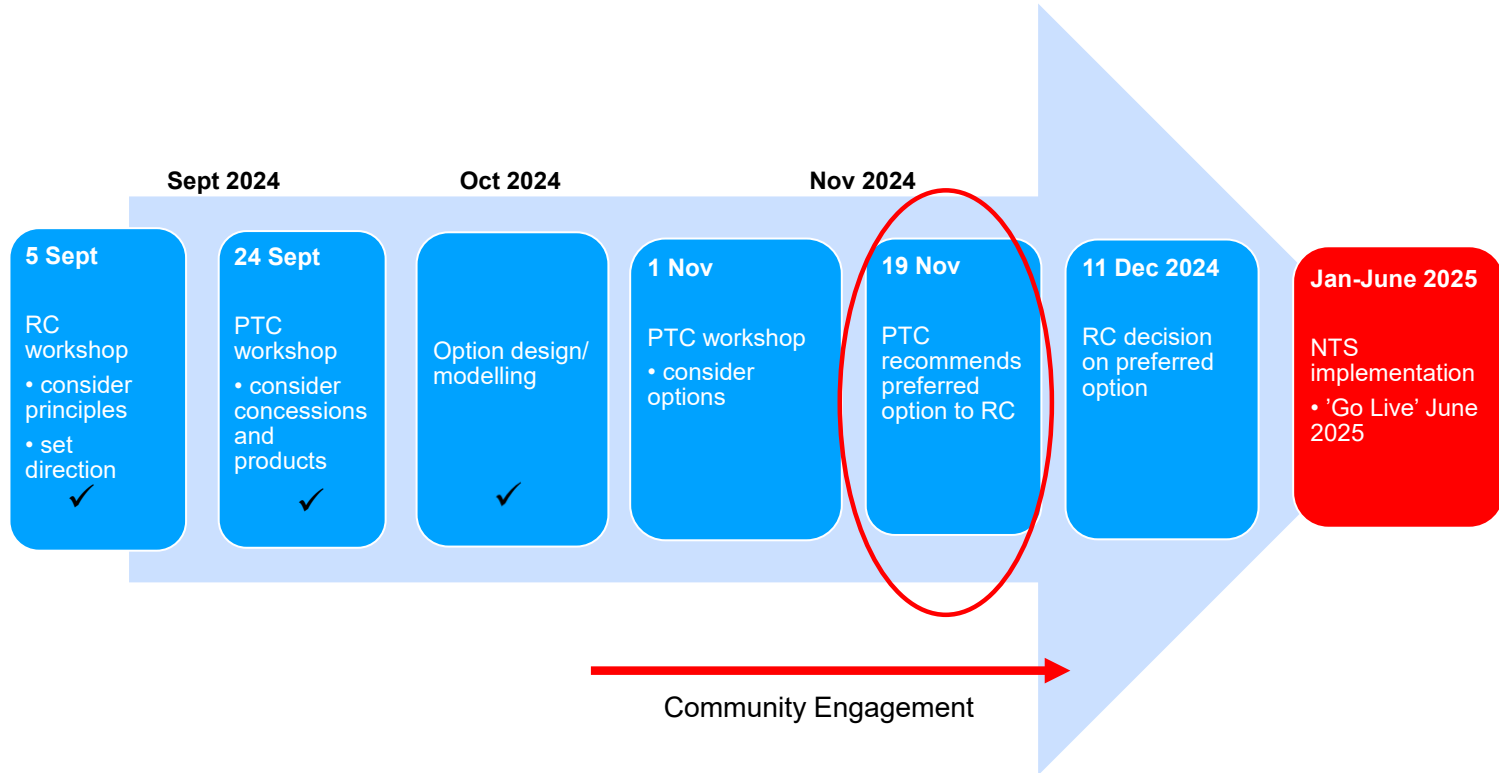 Sept 2024
Oct 2024
Nov 2024
5 Sept
RC
workshop
• consider
principles
• set
direction
✓
24 Sept
PTC
workshop
• consider
concessions
and
products
✓
Option design/
modelling
✓
1 Nov
PTC workshop
• consider
options
19 Nov
PTC
recommends
preferred
option to RC
11 Dec 2024
RC decision
on preferred
option
Jan-June 2025
NTS
implementation
• ’Go Live’ June
2025
Community Engagement